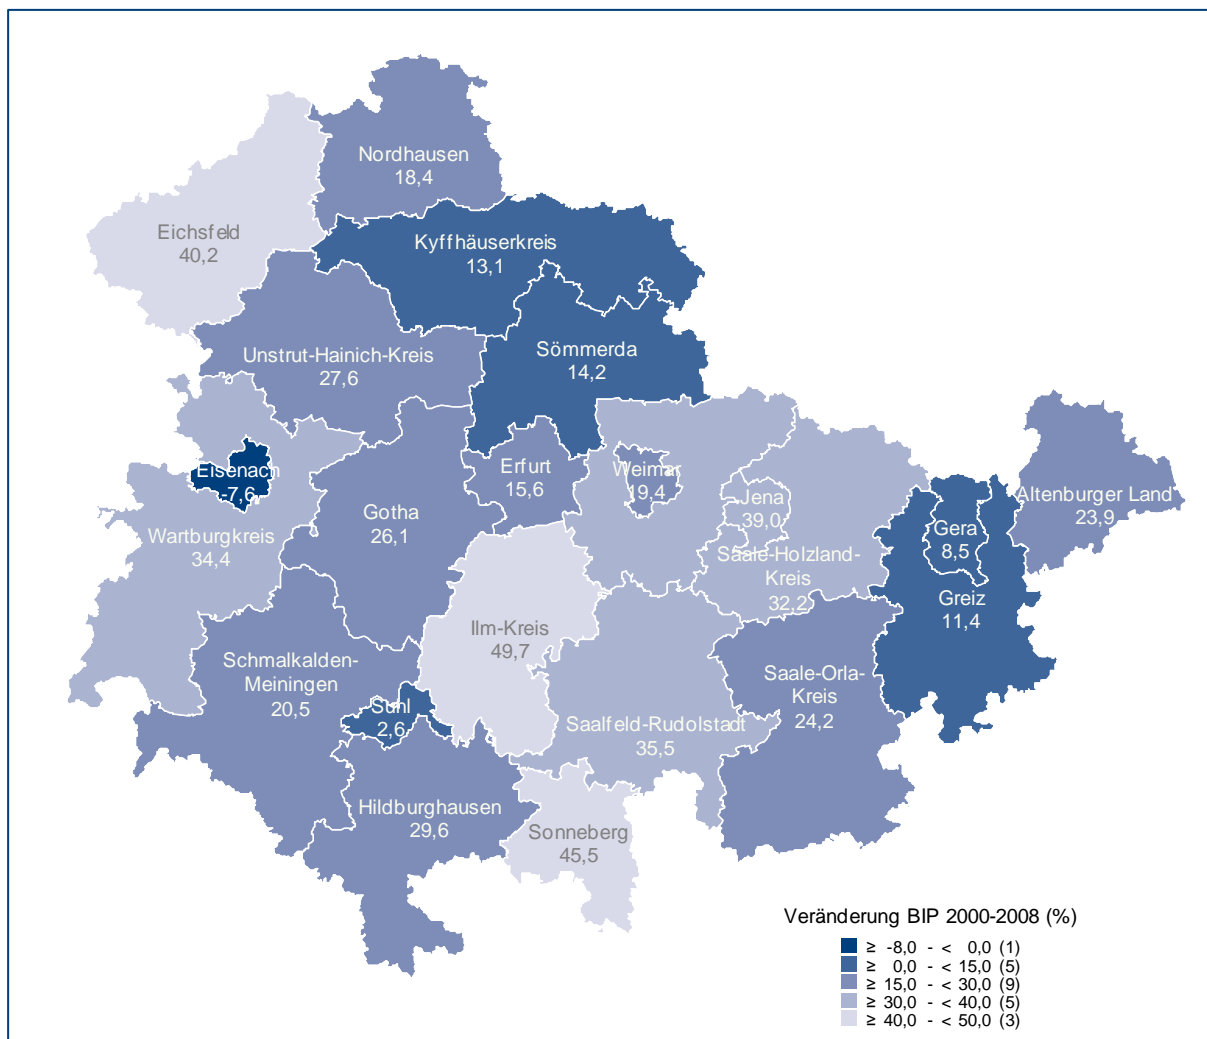 Nordhausen
18,4
Eichsfeld
40,2
Kyffhäuserkreis
13,1
Unstrut-Hainich-Kreis
27,6
Sömmerda
14,2
Eisenach
-7,6
Erfurt
15,6
Weimar
19,4
Jena
39,0
Altenburger Land
23,9
Gotha
26,1
Wartburgkreis
34,4
Gera
8,5
Saale-Holzland-
Kreis
32,2
Greiz
11,4
Ilm-Kreis
49,7
Schmalkalden-
Meiningen
20,5
Saale-Orla-
Kreis
24,2
Suhl
2,6
Saalfeld-Rudolstadt
35,5
Hildburghausen
29,6
Sonneberg
45,5
Veränderung BIP 2000-2008 (%)
≥ -8,0 - < 0,0 (1)
≥ 0,0 - < 15,0 (5)
≥ 15,0 - < 30,0 (9)
≥ 30,0 - < 40,0 (5)
≥ 40,0 - < 50,0 (3)